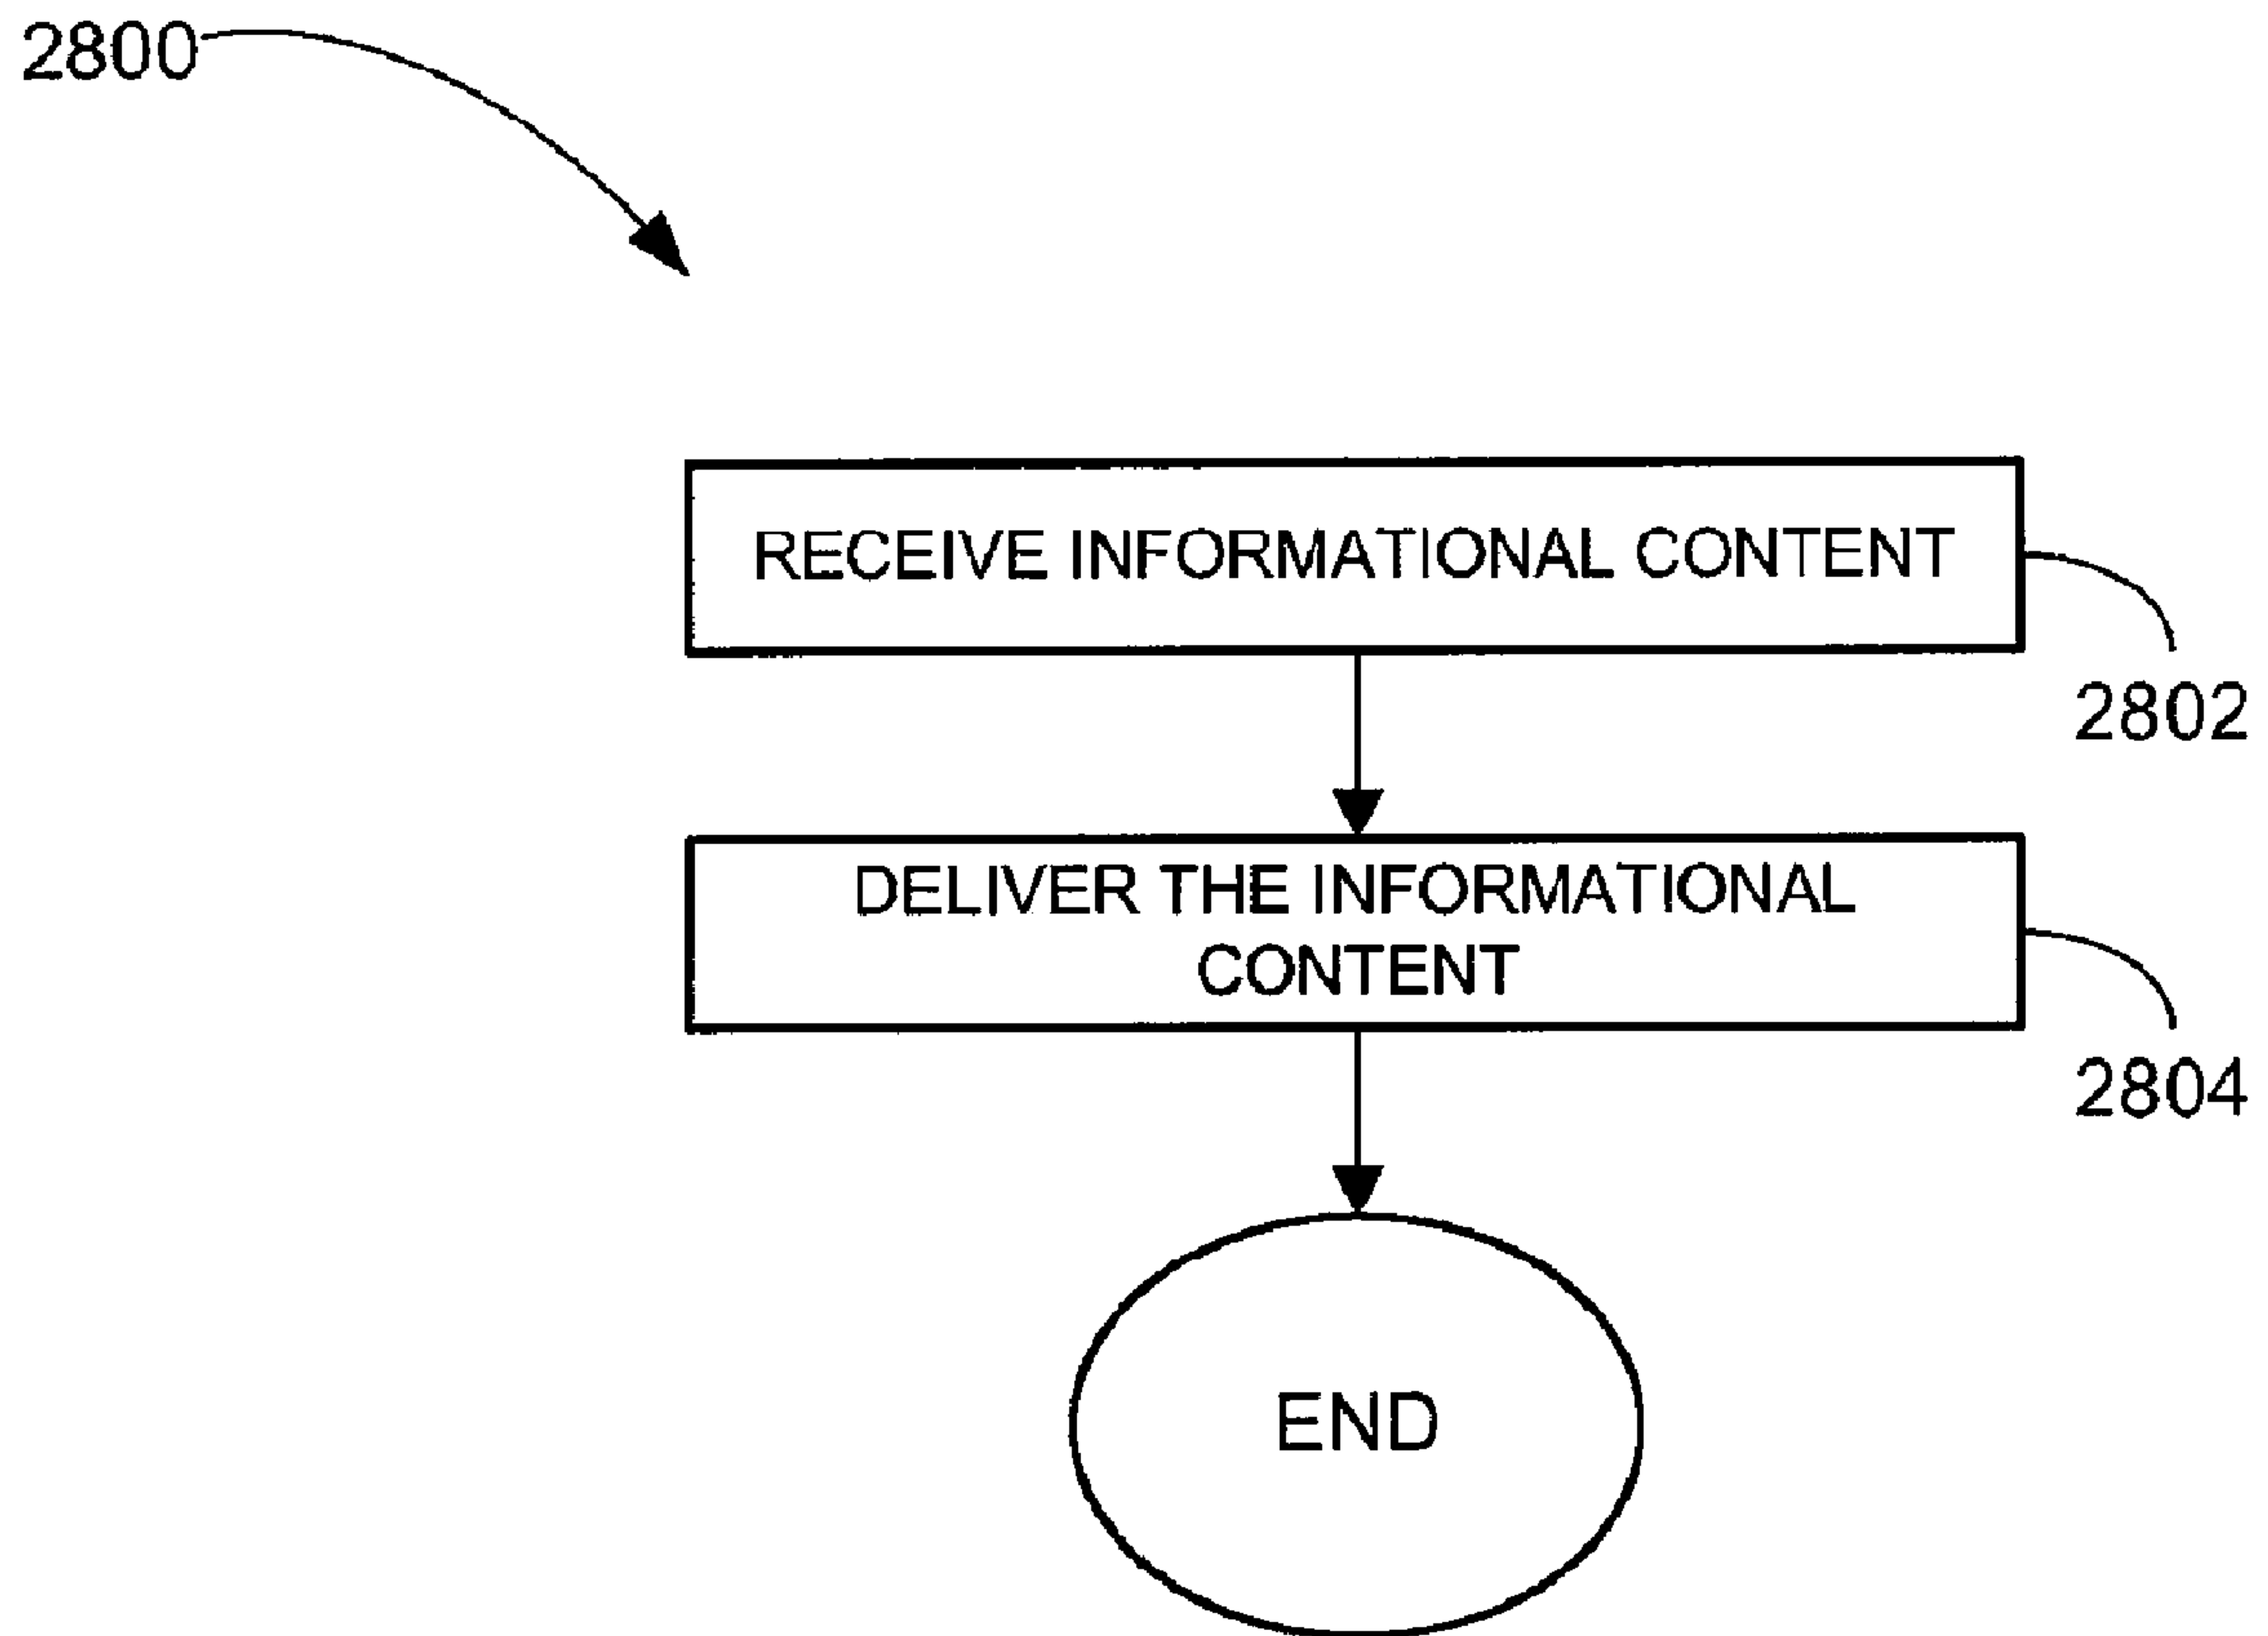 2800
RECEIVE INFORMATIONAL CONTENT
2802
DELIVER THE INFORMATIONAL
CONTENT
2804
END